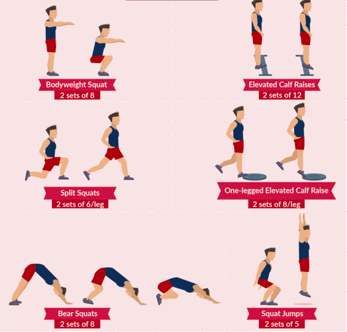 Bodyweight Squat
2 sets of 8
Elevated Calf Raises
2 sets of 12
Split Squats
2 sets of 6/leg
One-legged Elevated Calf Raise
2 sets of 8/leg
Bear Squats
2 sets of 8
Squat Jumps
2 sets of 5